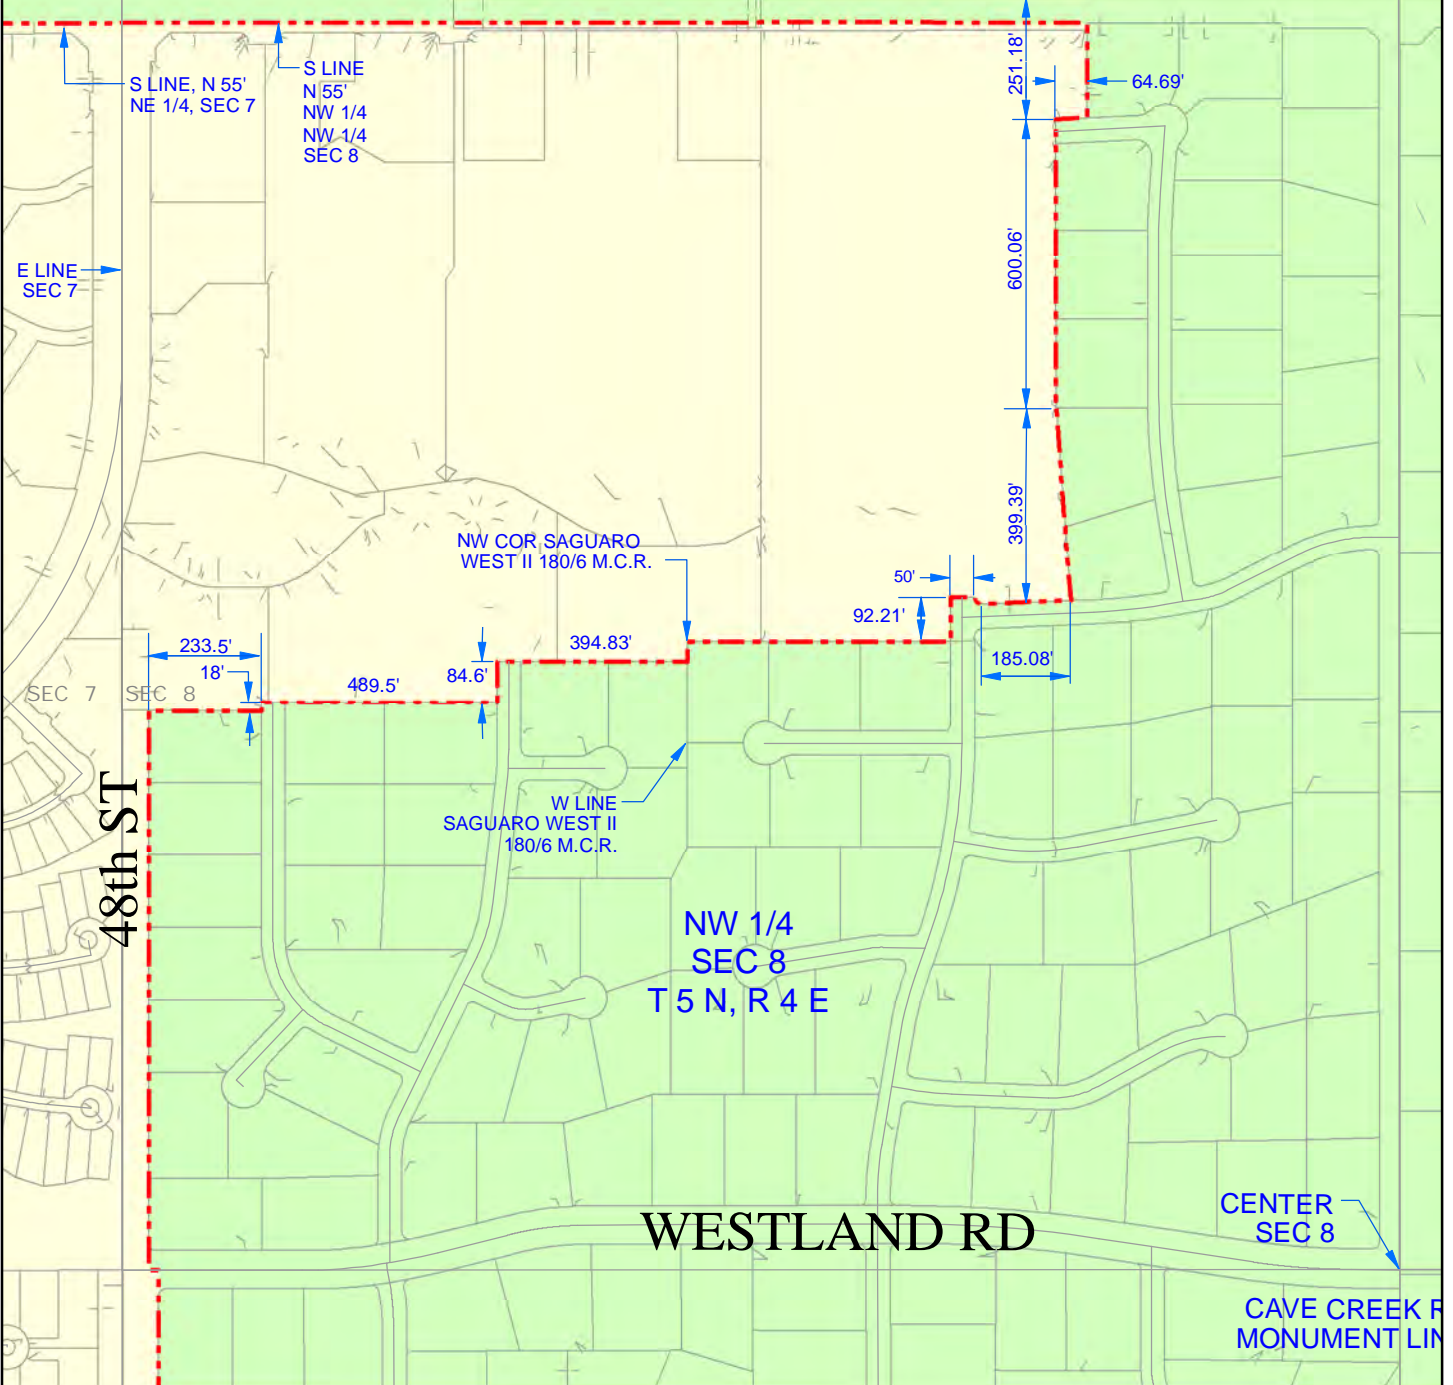 S LINE, N 55'
NE 1/4, SEC 7
S LINE
N 55'
NW 1/4
NW 1/4
SEC 8
251.18'
64.69'
E LINE
SEC 7
600.06'
399.39'
NW COR SAGUARO
WEST II 180/6 M.C.R.
50'
92.21'
233.5'
18'
394.83'
84.6'
489.5'
185.08'
SEC 7 SEC 8
48th ST
W LINE
SAGUARO WEST II
180/6 M.C.R.
NW 1/4
SEC 8
T 5 N, R 4 E
WESTLAND RD
CENTER
SEC 8
CAVE CREEK
MONUMENT